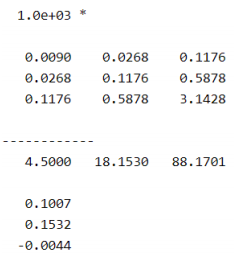 1.0e+03 *
0.0090 0.0268 0.1176
0.0268 0.1176 0.5878
0.1176 0.5878 3.1428
------------
4.5000 18.1530 88.1701
0.1007
0.1532
-0.0044